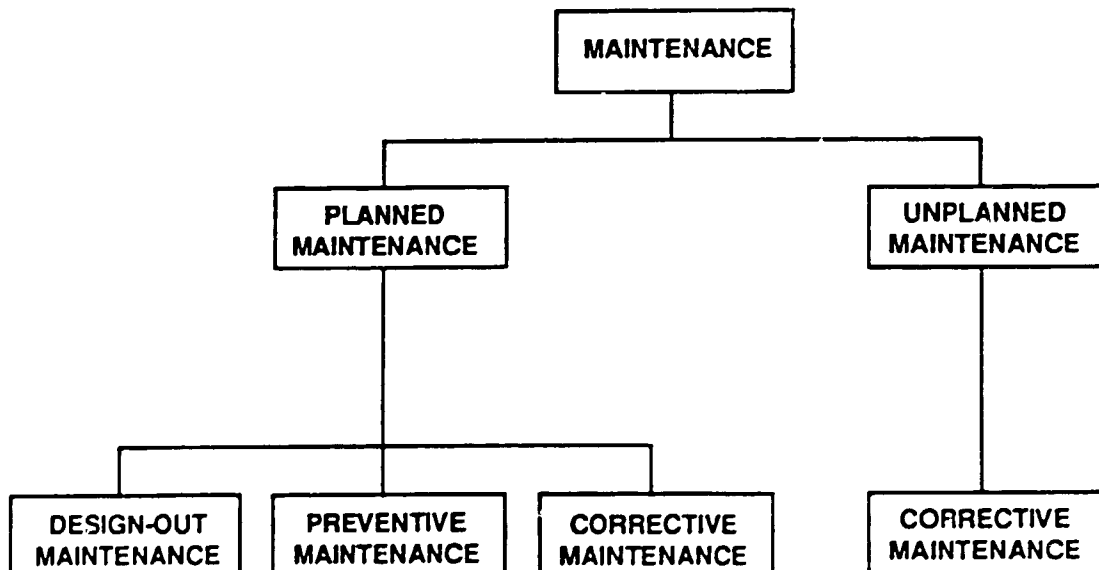 MAINTENANCE
PLANNED
MAINTENANCE
UNPLANNED
MAINTENANCE
DESIGN-OUT
MAINTENANCE
PREVENTIVE
MAINTENANCE
CORRECTIVE
MAINTENANCE
CORRECTIVE
MAINTENANCE